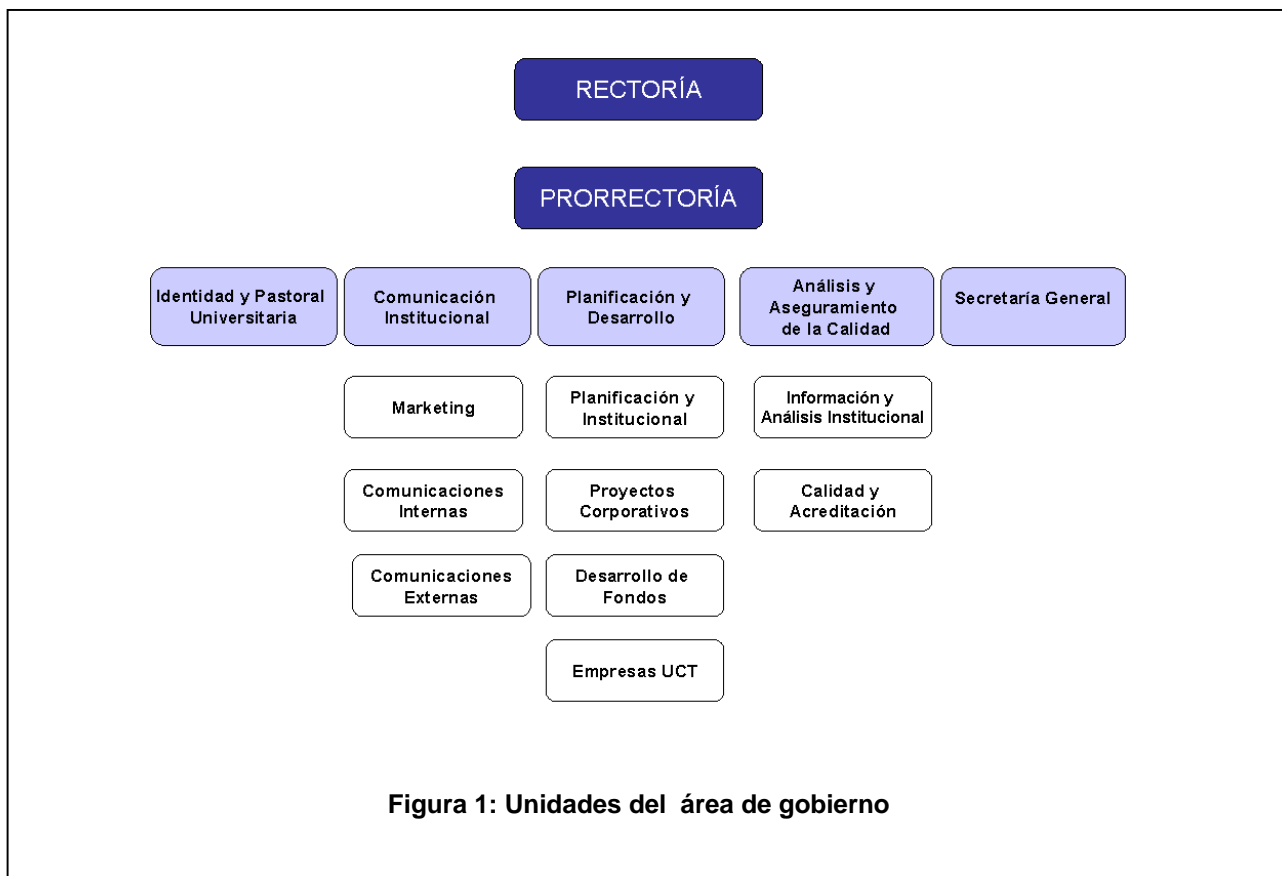 RECTORÍA
PRORRECTORÍA
Identidad y Pastoral
Universitaria
Comunicación
Institucional
Planificación y
Desarrollo
Análisis y
Aseguramiento
de la Calidad
Secretaría General
Marketing
Planificación y
Institucional
Información y
Análisis Institucional
Comunicaciones
Internas
Proyectos
Corporativos
Calidad y
Acreditación
Comunicaciones
Externas
Desarrollo de
Fondos
Empresas UCT
Figura 1: Unidades del  área de gobierno